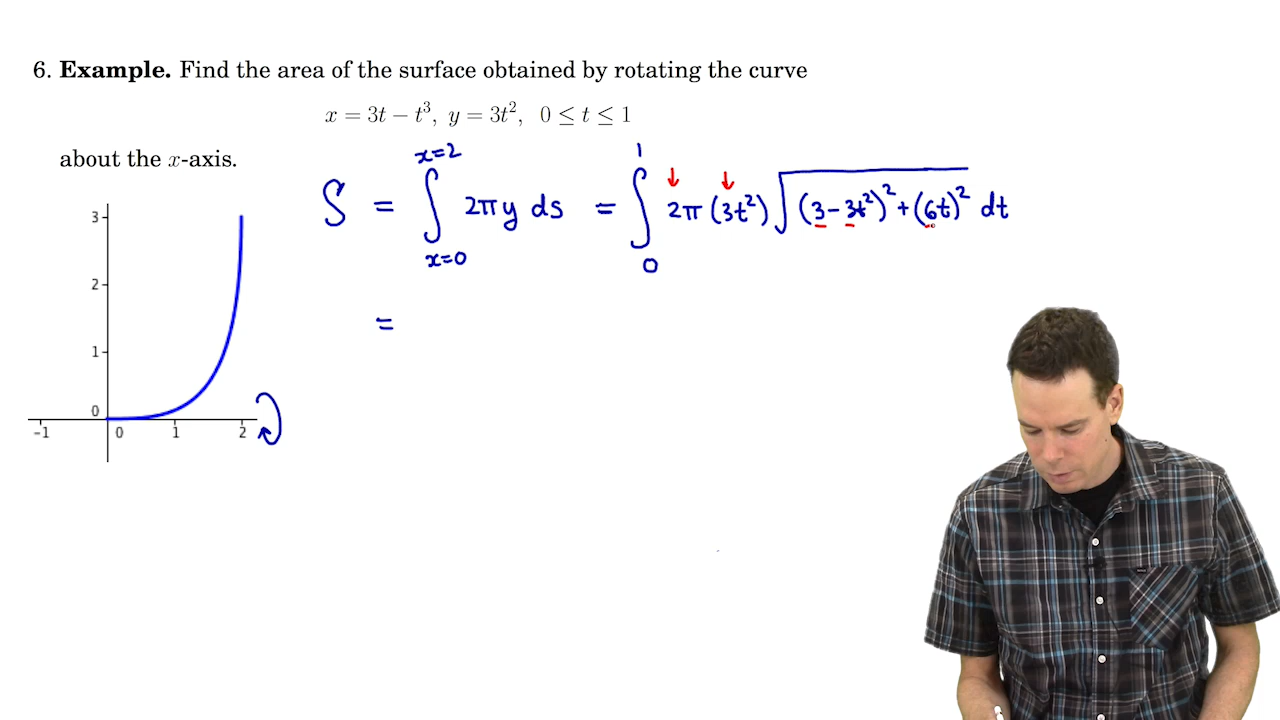 6. Example. Find the area of the surface obtained by rotating the curve
x = 3t − t³, y = 3t², 0 ≤ t ≤ 1
about the x-axis.
S = ∫_{x=0}^{x=2} 2πy ds = ∫_0^1 2π(3t²)√((3−3t²)²+(6t)²) dt
=
3
2
1
0
-1 0 1 2